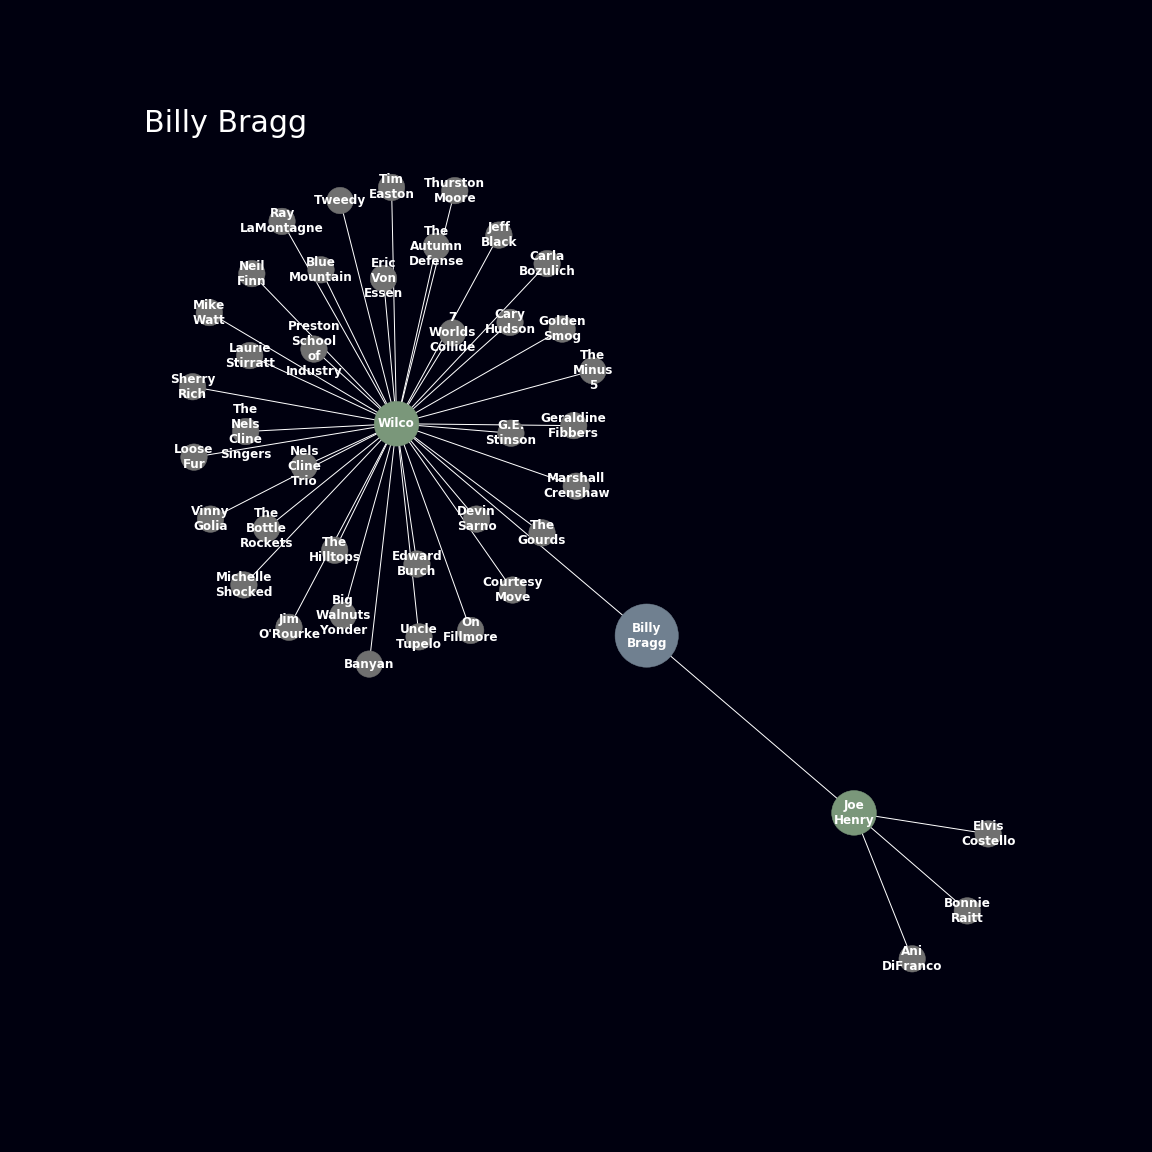 Billy Bragg
Tim
Easton
Thurston
Moore
Tweedy
Ray
LaMontagne
The
Autumn
Defense
Jeff
Black
Carla
Bozulich
Neil
Finn
Blue
Mountain
Eric
Von
Essen
Mike
Watt
Preston
School
of
Industry
7
Worlds
Collide
Cary
Hudson
Golden
Smog
Laurie
Stirratt
The
Minus
5
Sherry
Rich
The
Nels
Cline
Singers
Wilco
G.E.
Stinson
Geraldine
Fibbers
Loose
Fur
Nels
Cline
Trio
Marshall
Crenshaw
Vinny
Golia
The
Bottle
Rockets
Devin
Sarno
The
Gourds
The
Hilltops
Edward
Burch
Michelle
Shocked
Courtesy
Move
Jim
O'Rourke
Big
Walnuts
Yonder
Uncle
Tupelo
On
Fillmore
Banyan
Billy
Bragg
Joe
Henry
Elvis
Costello
Bonnie
Raitt
Ani
DiFranco